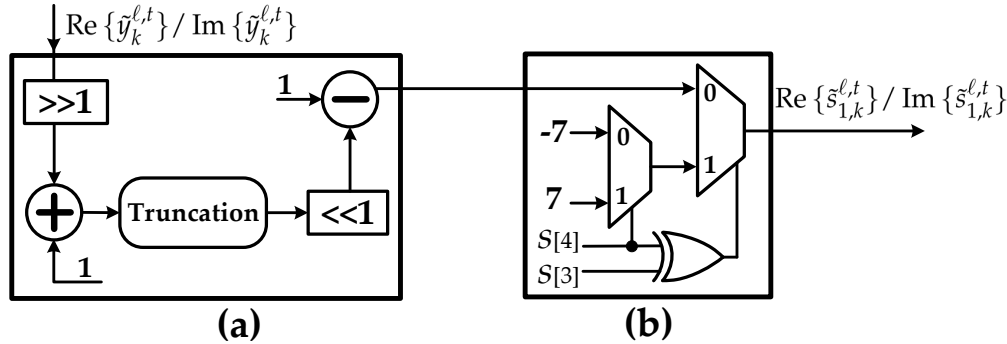 Re {ỹ_k^{ℓ,t}} / Im {ỹ_k^{ℓ,t}}
>>1
1
−
0
Re {s̃_{1,k}^{ℓ,t}} / Im {s̃_{1,k}^{ℓ,t}}
-7
0
1
+
Truncation
<<1
7
1
S[4]
1
S[3]
(a)
(b)